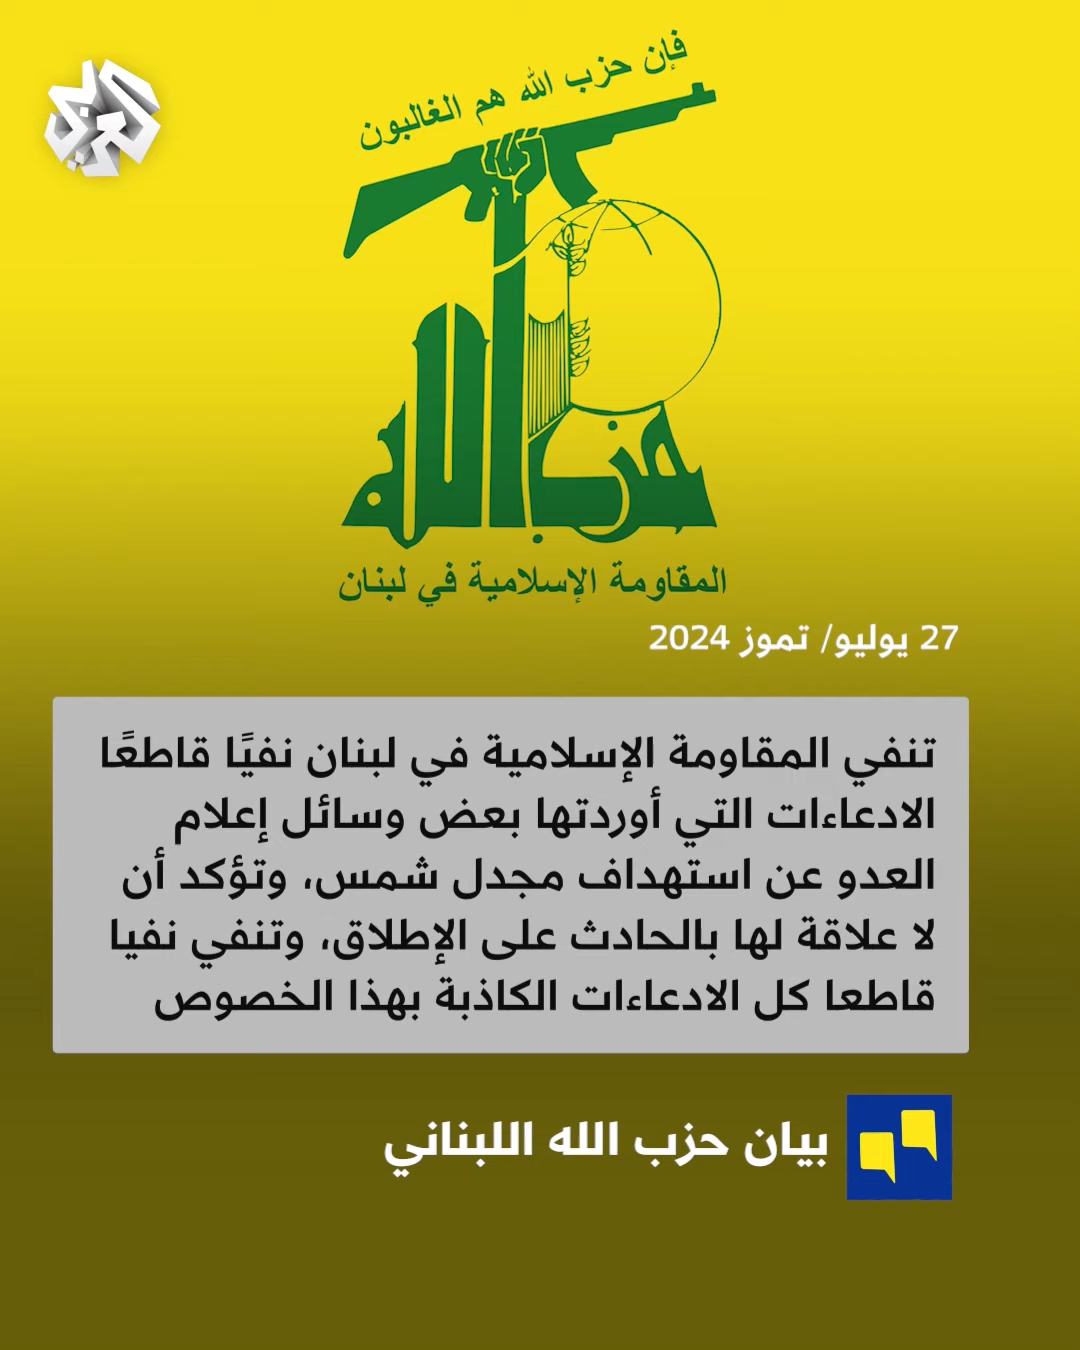 العربي
فإن حزب الله هم الغالبون
حزب الله
المقاومة الإسلامية في لبنان
27 يوليو/ تموز 2024
تنفي المقاومة الإسلامية في لبنان نفيًا قاطعًا
الادعاءات التي أوردتها بعض وسائل إعلام
العدو عن استهداف مجدل شمس، وتؤكد أن
لا علاقة لها بالحادث على الإطلاق، وتنفي نفيا
قاطعا كل الادعاءات الكاذبة بهذا الخصوص
بيان حزب الله اللبناني